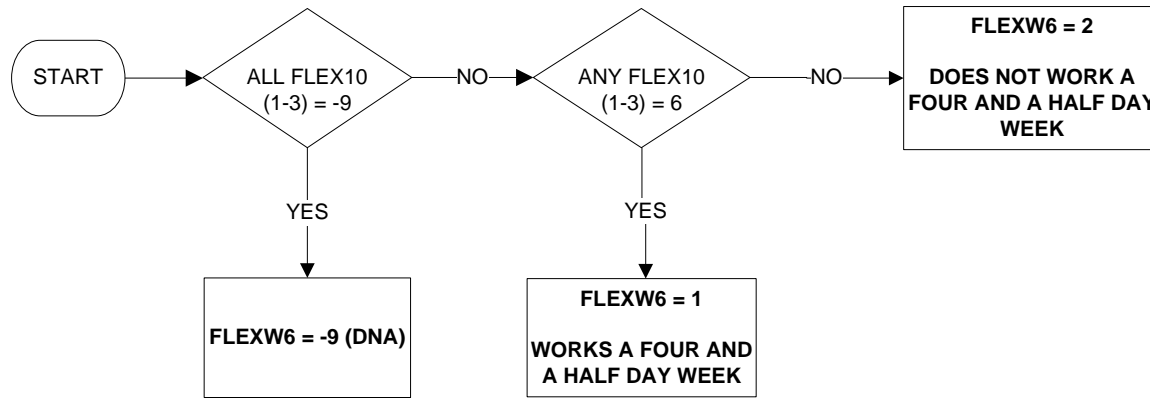 START
ALL FLEX10
(1-3) = -9
NO
ANY FLEX10
(1-3) = 6
NO
FLEXW6 = 2
DOES NOT WORK A
FOUR AND A HALF DAY
WEEK
YES
YES
FLEXW6 = -9 (DNA)
FLEXW6 = 1
WORKS A FOUR AND
A HALF DAY WEEK